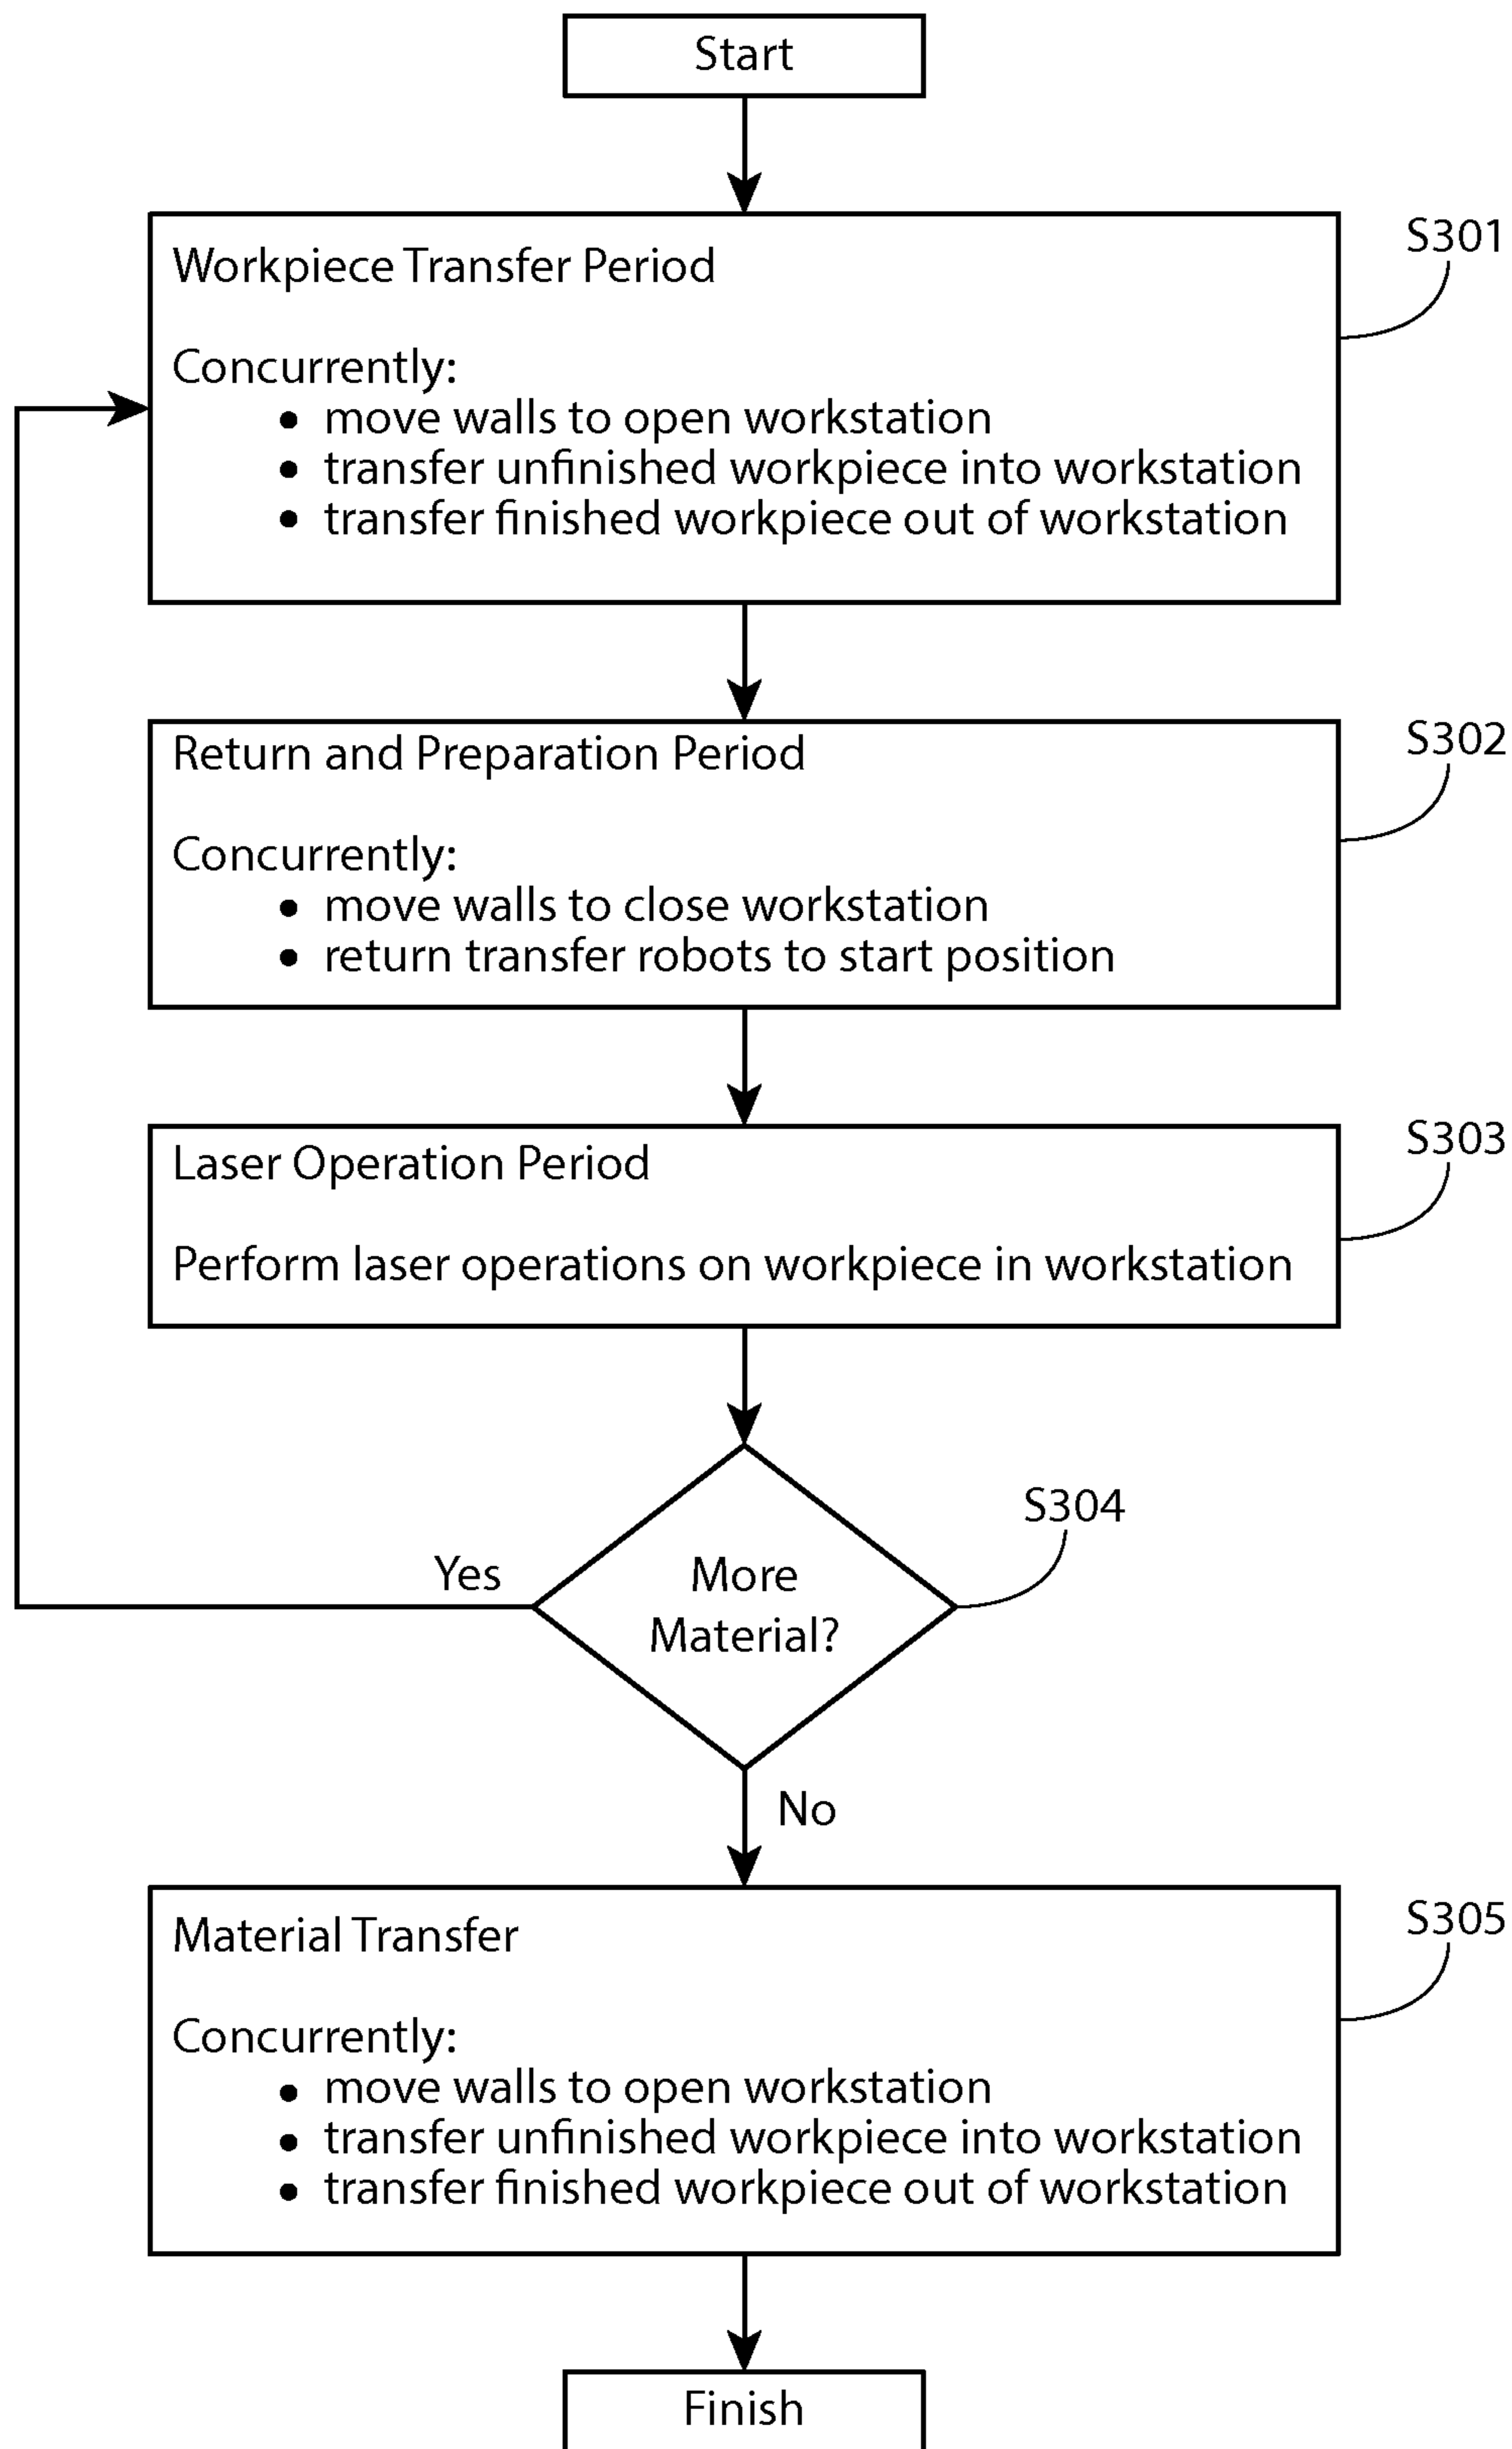 Start
S301
Workpiece Transfer Period
Concurrently:
• move walls to open workstation
• transfer unfinished workpiece into workstation
• transfer finished workpiece out of workstation
S302
Return and Preparation Period
Concurrently:
• move walls to close workstation
• return transfer robots to start position
S303
Laser Operation Period
Perform laser operations on workpiece in workstation
S304
Yes
More
Material?
No
S305
Material Transfer
Concurrently:
• move walls to open workstation
• transfer unfinished workpiece into workstation
• transfer finished workpiece out of workstation
Finish